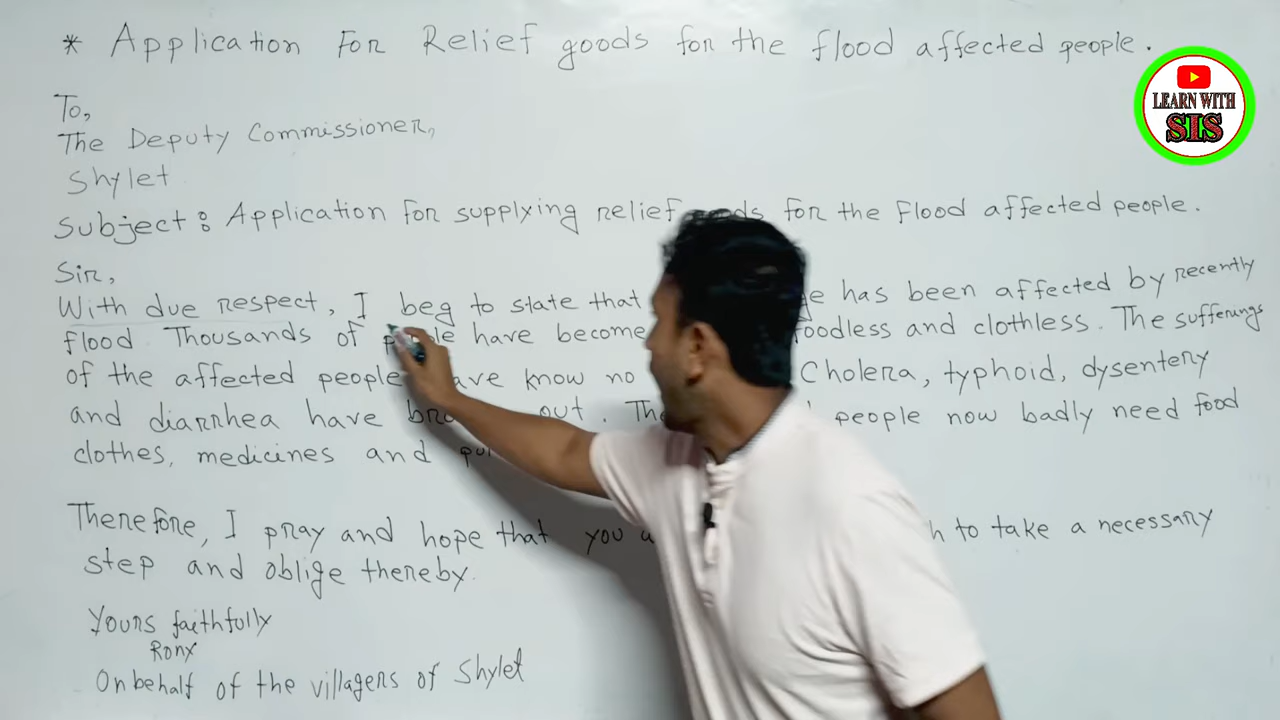 * Application For Relief goods for the flood affected people.
LEARN WITH
SIS
To,
The Deputy Commissioner,
Shylet
Subject: Application for supplying relief for the Flood affected people.
Sir,
With due respect, I beg to state that has been affected by recently
flood. Thousands of have become foodless and clothless. The sufferings
of the affected people have know no Cholera, typhoid, dysentery
and diarrhea have out. people now badly need food
clothes, medicines and
Therefore, I pray and hope that you to take a necessary
step and oblige thereby.
Yours faithfully
Rony
On behalf of the villagers of Shylet